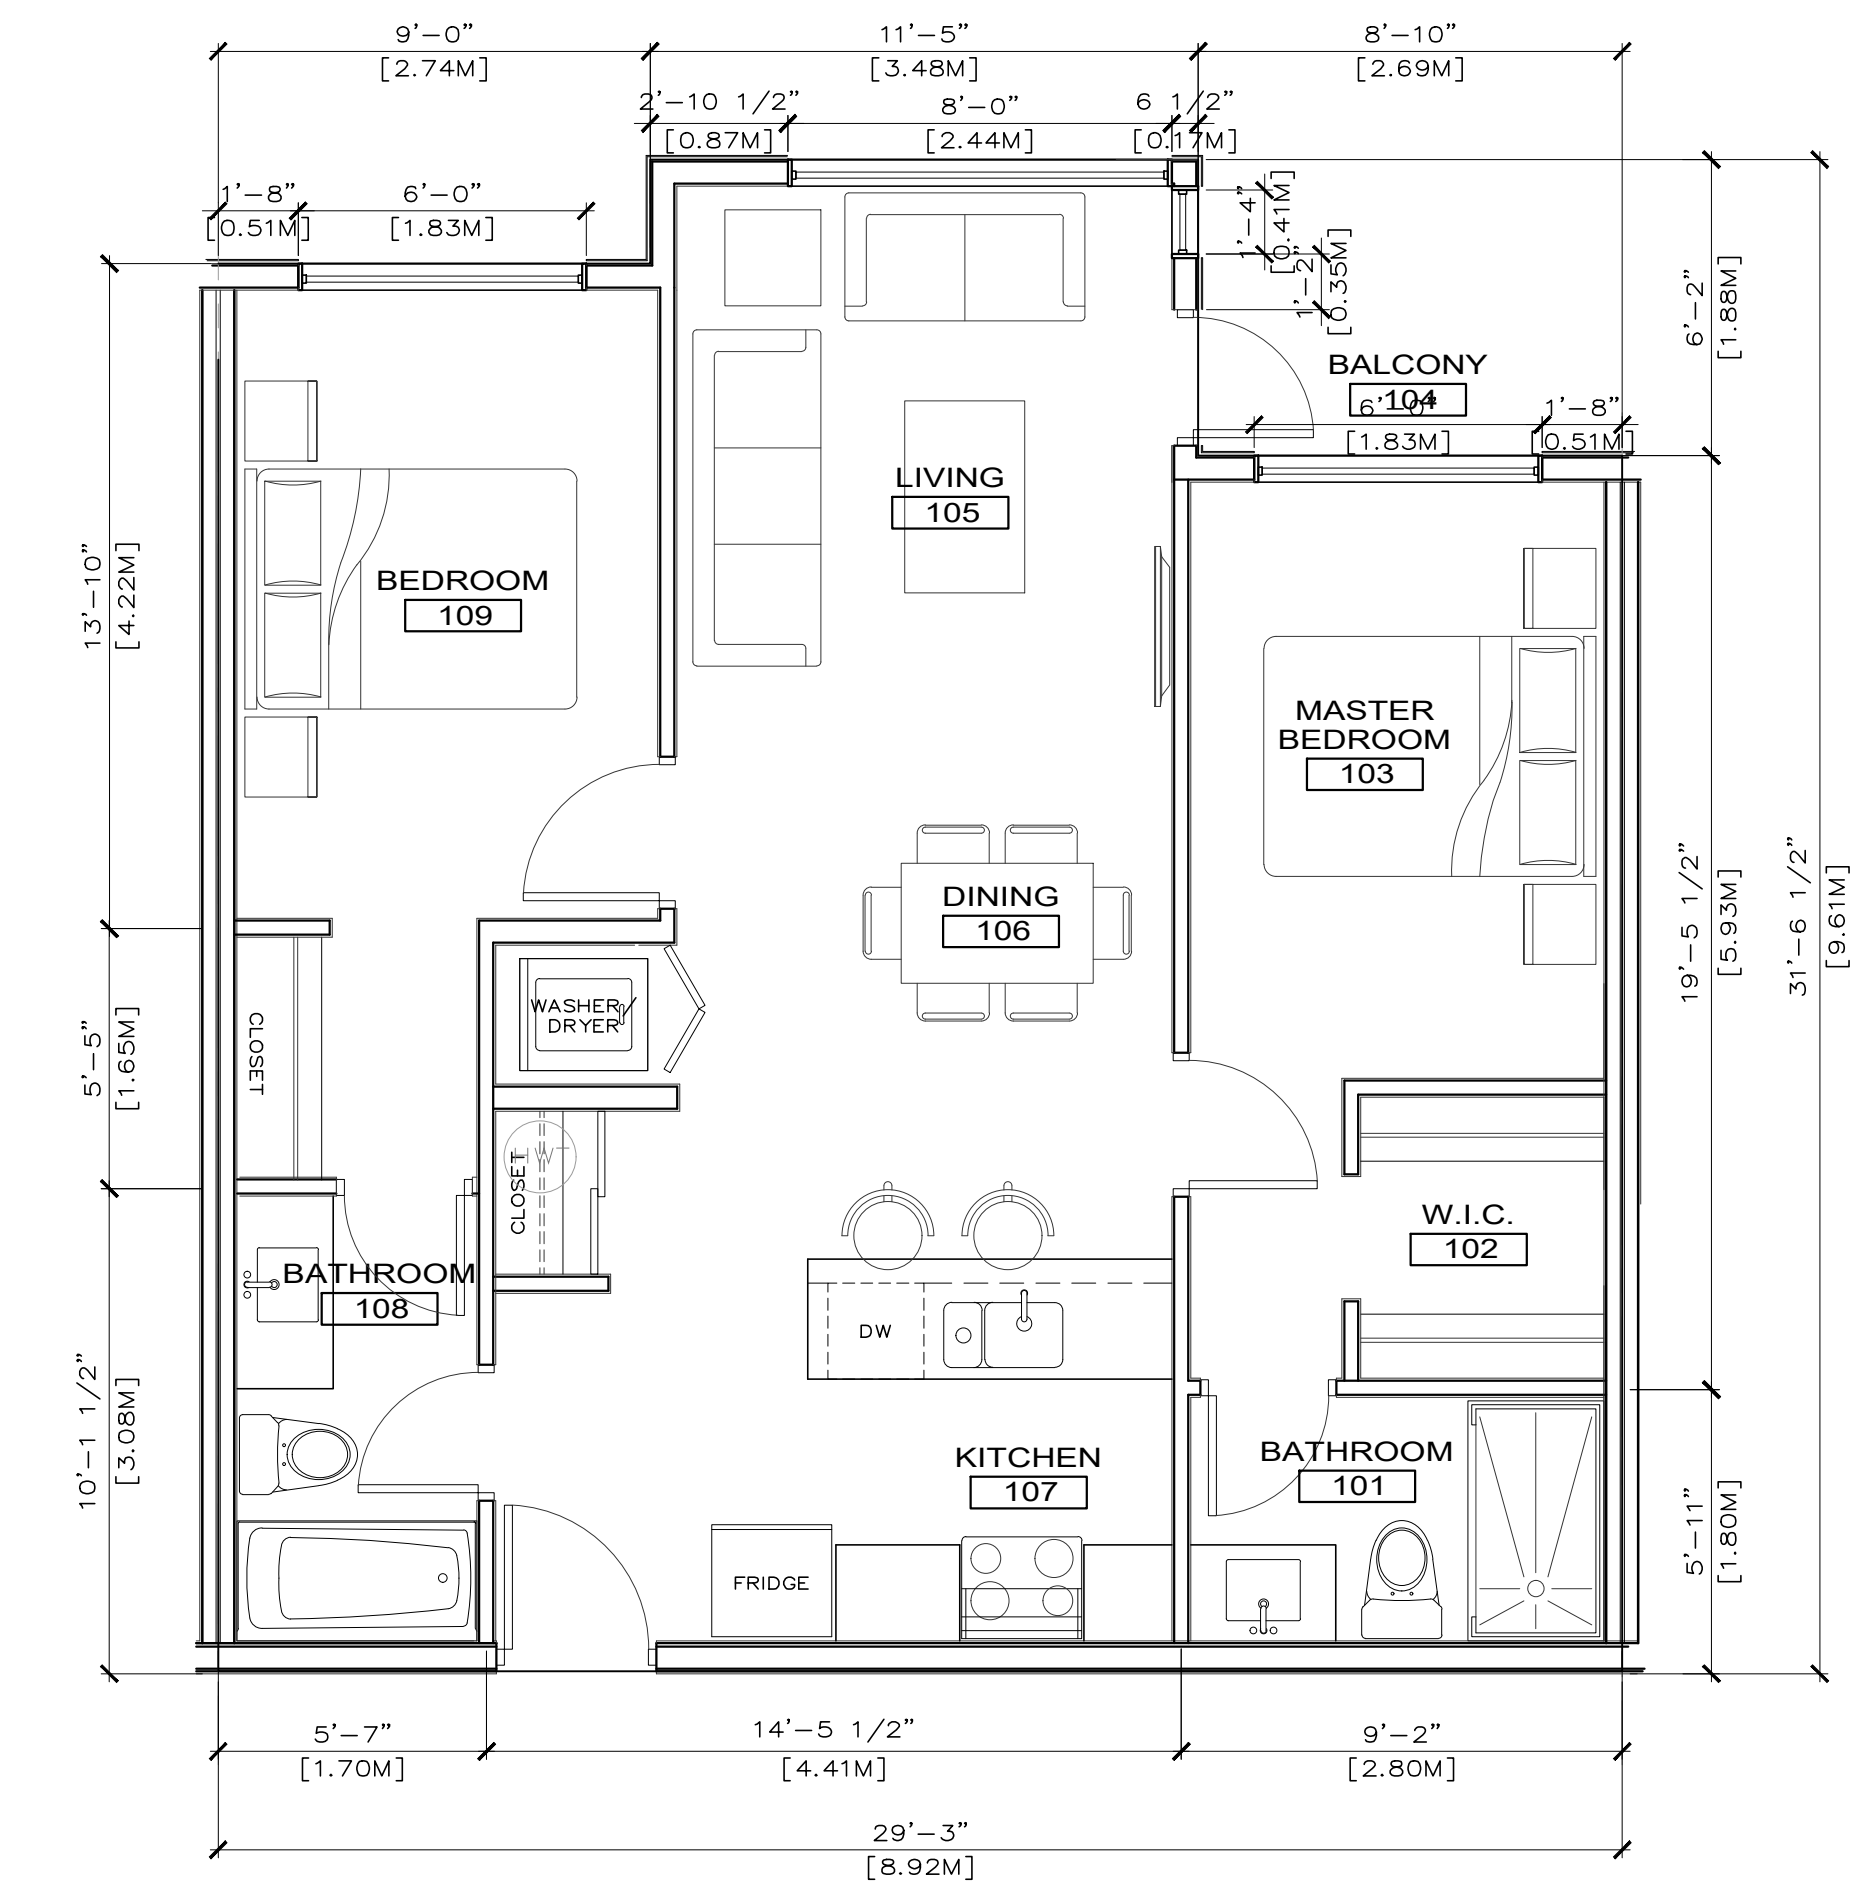 9'-0" 11'-5" 8'-10"
[2.74M] [3.48M] [2.69M]
2'-10 1/2" 8'-0" 6 1/2"
[0.87M] [2.44M] [0.17M]
1'-8" 6'-0"
[0.51M] [1.83M]
1'-4"
[0.41M]
1'-2"
[0.35M]
6'-2"
[1.88M]
BALCONY
104
6'-0" 1'-8"
[1.83M] [0.51M]
LIVING
105
13'-10"
[4.22M]
BEDROOM
109
MASTER
BEDROOM
103
DINING
106
19'-5 1/2"
[5.93M]
31'-6 1/2"
[9.61M]
WASHER
DRYER
CLOSET
5'-5"
[1.65M]
HWT
CLOSET
W.I.C.
102
BATHROOM
108
DW
10'-1 1/2"
[3.08M]
KITCHEN
107
BATHROOM
101
5'-11"
[1.80M]
FRIDGE
5'-7" 14'-5 1/2" 9'-2"
[1.70M] [4.41M] [2.80M]
29'-3"
[8.92M]